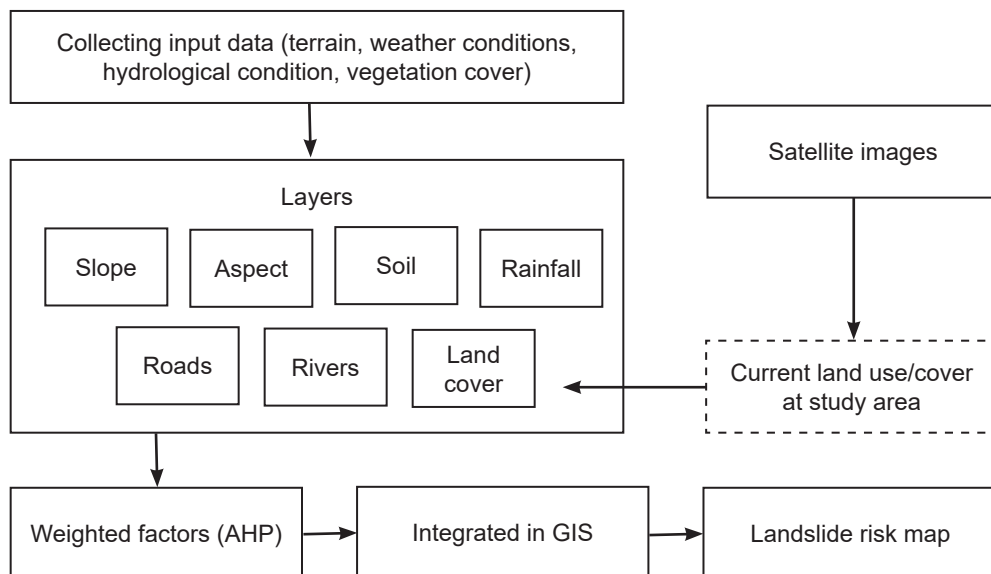 Collecting input data (terrain, weather conditions,
hydrological condition, vegetation cover)
Satellite images
Layers
Slope
Aspect
Soil
Rainfall
Roads
Rivers
Land
cover
Current land use/cover
at study area
Weighted factors (AHP)
Integrated in GIS
Landslide risk map